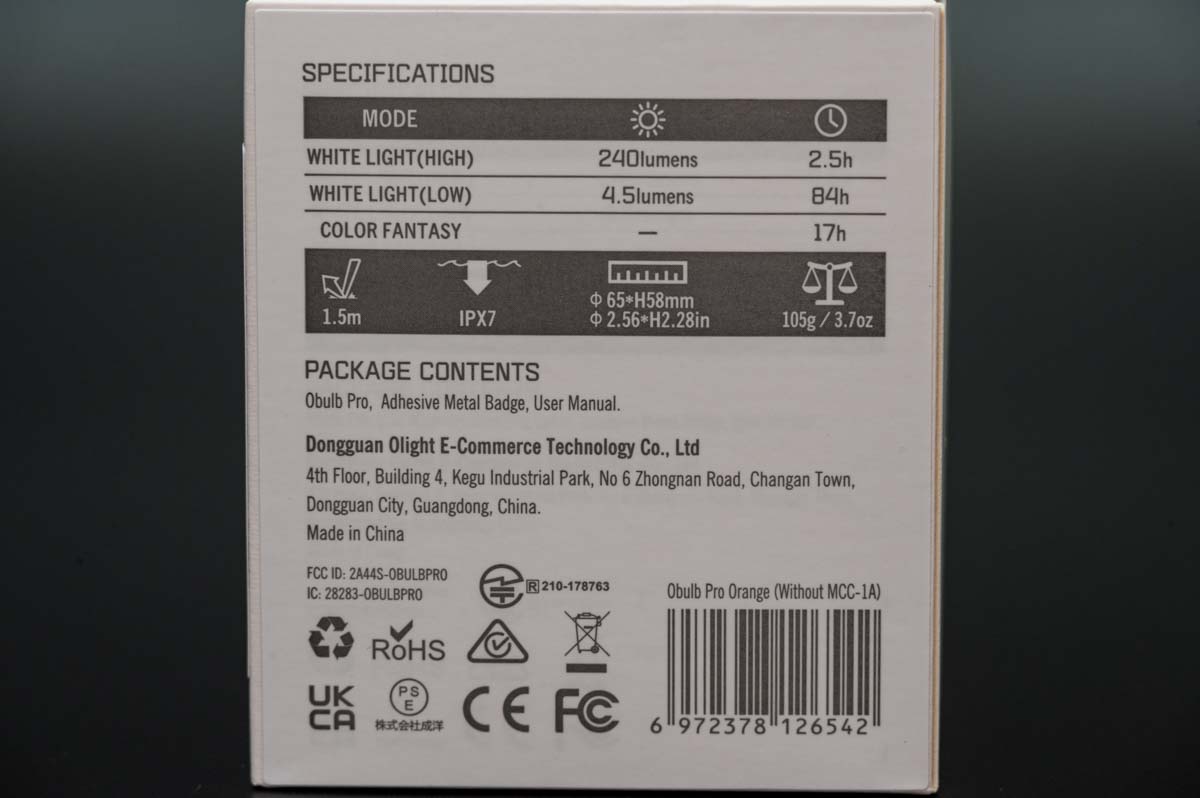 SPECIFICATIONS
MODE
WHITE LIGHT(HIGH) 240lumens 2.5h
WHITE LIGHT(LOW) 4.5lumens 84h
COLOR FANTASY — 17h
Φ 65*H58mm
1.5m IPX7 Φ 2.56*H2.28in 105g / 3.7oz
PACKAGE CONTENTS
Obulb Pro, Adhesive Metal Badge, User Manual.
Dongguan Olight E-Commerce Technology Co., Ltd
4th Floor, Building 4, Kegu Industrial Park, No 6 Zhongnan Road, Changan Town,
Dongguan City, Guangdong, China.
Made in China
FCC ID: 2A44S-OBULBPRO
IC: 28283-OBULBPRO
R 210-178763
Obulb Pro Orange (Without MCC-1A)
RoHS
UK
CA
PS
E
株式会社成洋
CE
FC
6 972378 126542